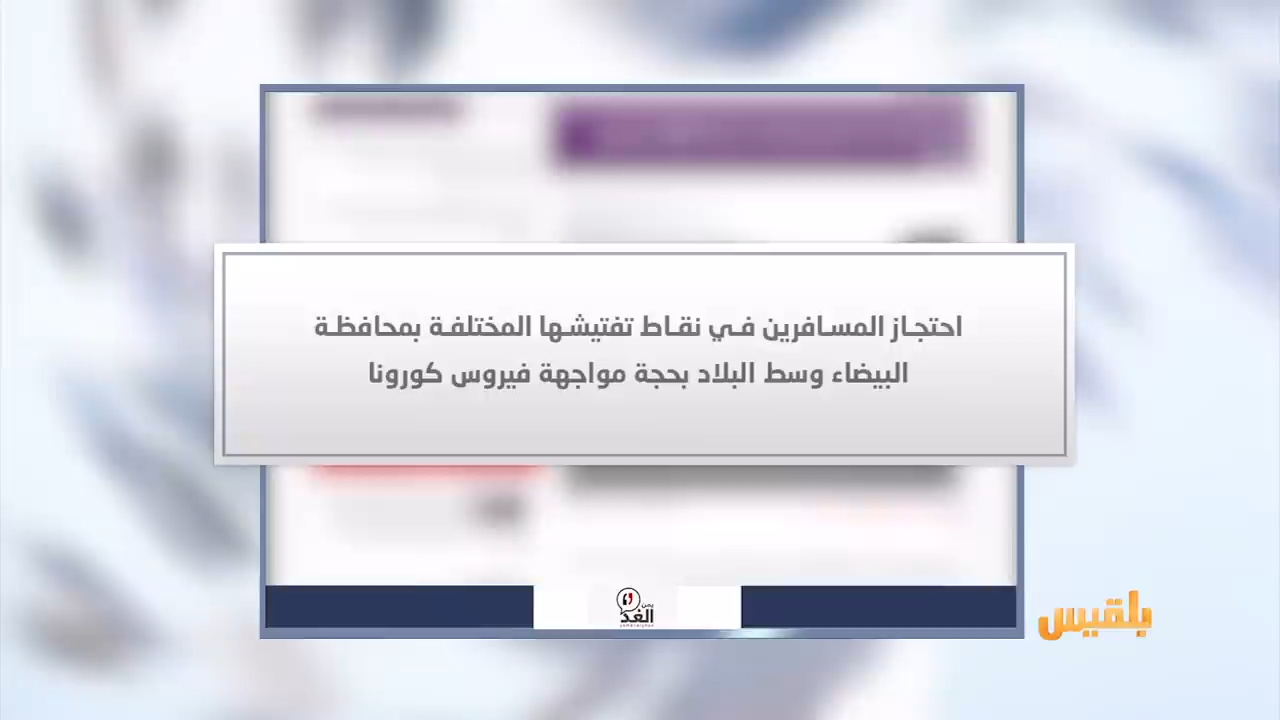 احتجاز المسافرين في نقاط تفتيشها المختلفة بمحافظة
البيضاء وسط البلاد بحجة مواجهة فيروس كورونا
يمن
الغد
بلقيس